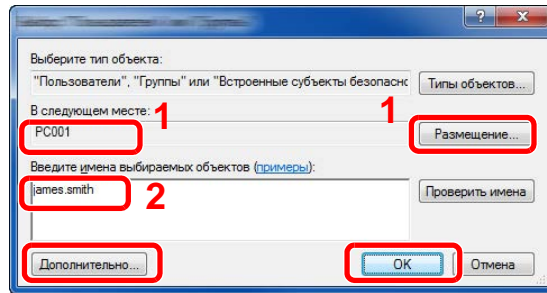 ?
X
Выберите тип объекта:
"Пользователи", "Группы" или "Встроенные субъекты безопасно
Типы объектов...
В следующем месте:
1
1
PC001
Размещение...
Введите имена выбираемых объектов (примеры):
james.smith
2
Проверить имена
Дополнительно...
OK
Отмена